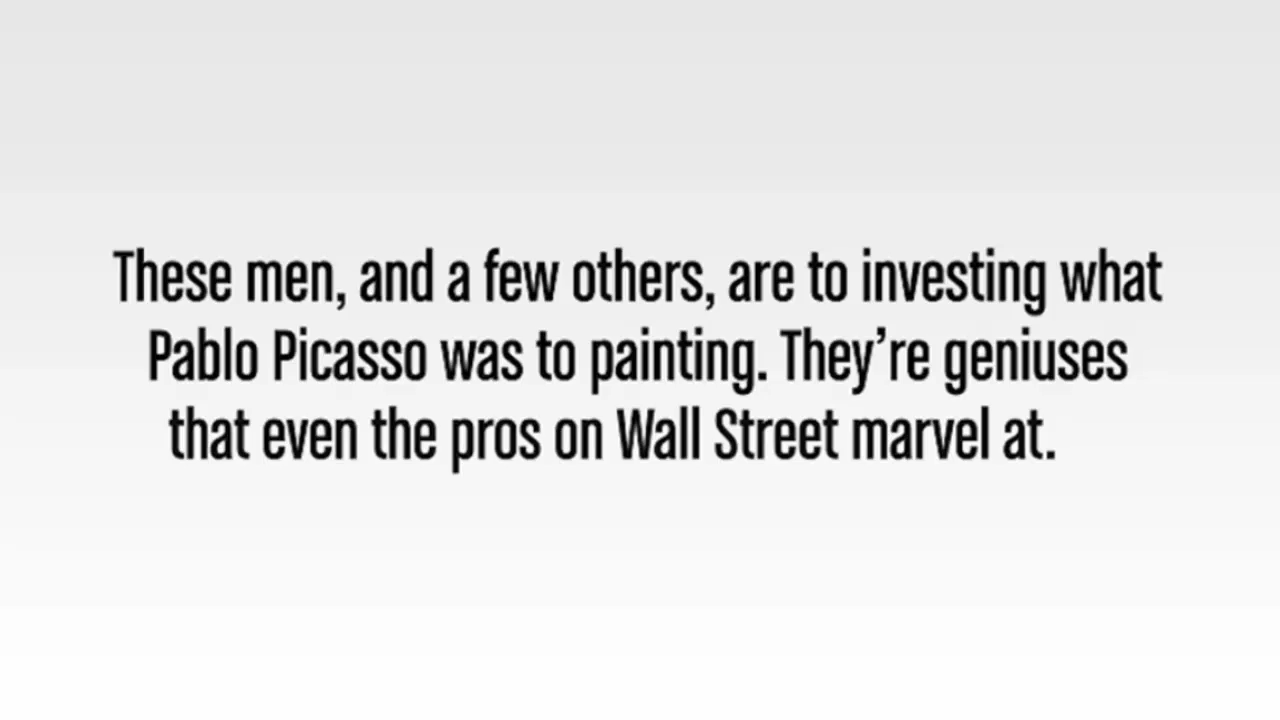 These men, and a few others, are to investing what
Pablo Picasso was to painting. They’re geniuses
that even the pros on Wall Street marvel at.